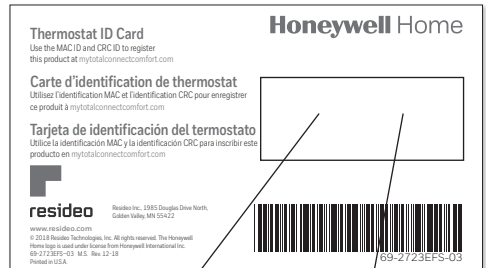 Honeywell Home
Thermostat ID Card
Use the MAC ID and CRC ID to register
this product at mytotalconnectcomfort.com
Carte d'identification de thermostat
Utilisez l'identification MAC et l'identification CRC pour enregistrer
ce produit à mytotalconnectcomfort.com
Tarjeta de identificación del termostato
Utilice la identificación MAC y la identificación CRC para inscribir este
producto en mytotalconnectcomfort.com
resideo
www.resideo.com
Resideo Inc., 1985 Douglas Drive North,
Golden Valley, MN 55422
© 2018 Resideo Technologies, Inc. All rights reserved. The Honeywell
Home logo is used under license from Honeywell International Inc.
69-2723EFS-03 M.S. Rev. 12-18
Printed in U.S.A.
69-2723EFS-03